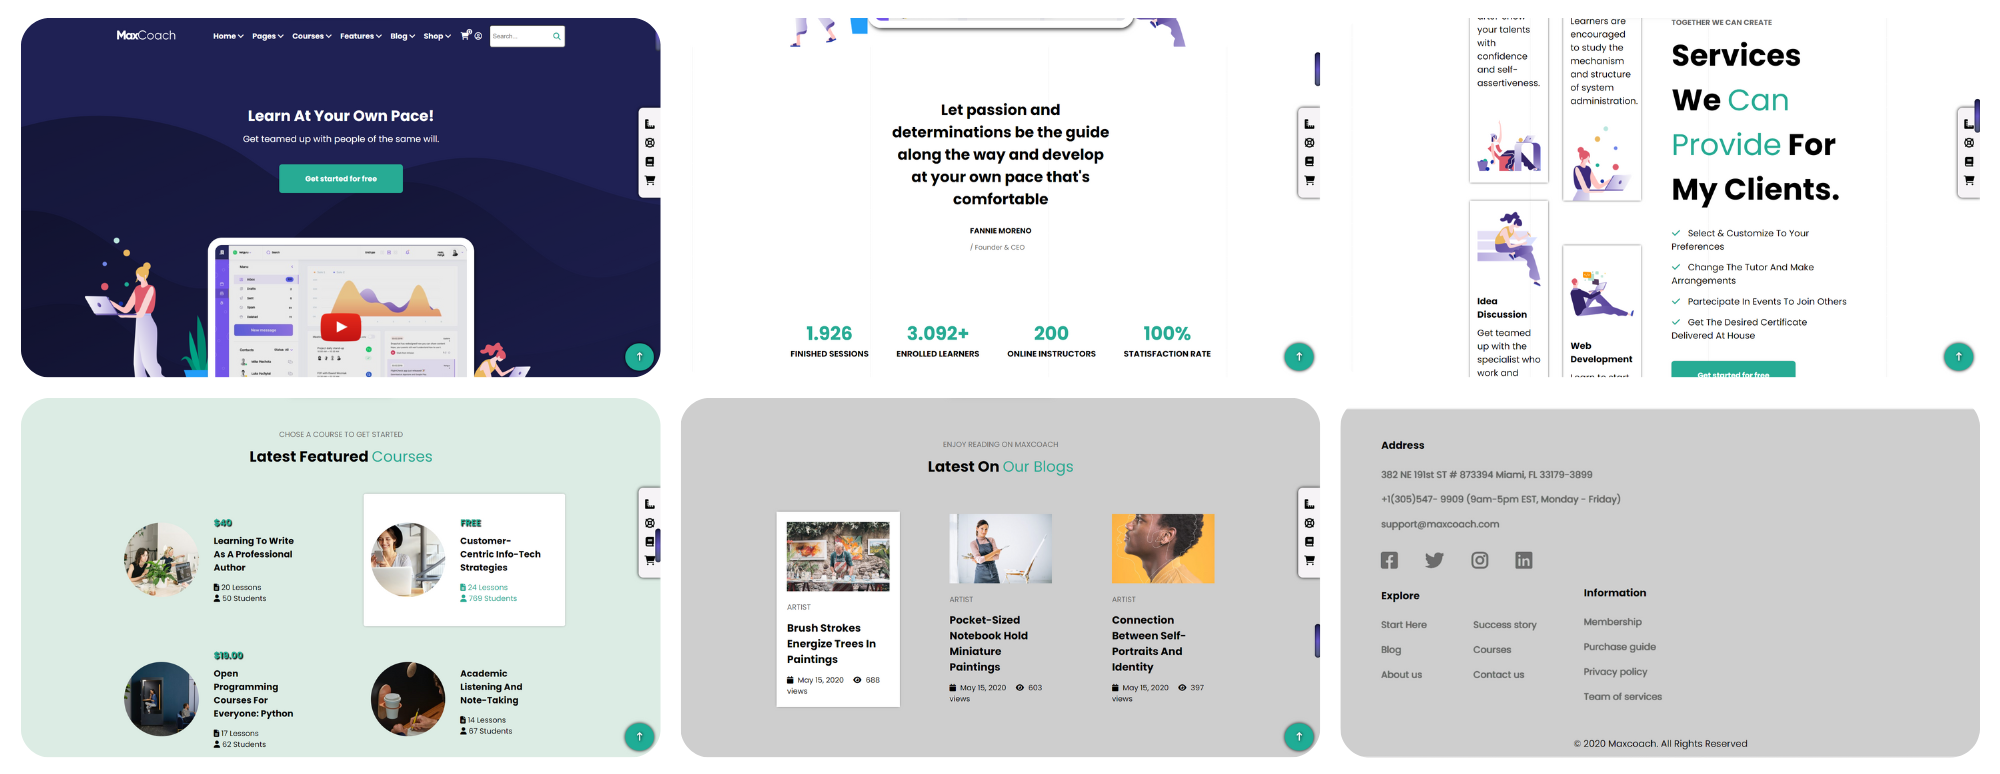 MaxCoach
Home Pages Courses Features Blog Shop
0
Search...
Learn At Your Own Pace!
Get teamed up with people of the same will.
Get started for free
Menu
Inbox
Drafts
Sent
New message
Contacts
Let passion and
determinations be the guide
along the way and develop
at your own pace that's
comfortable
FANNIE MORENO
/ Founder & CEO
1.926
FINISHED SESSIONS
3.092+
ENROLLED LEARNERS
200
ONLINE INSTRUCTORS
100%
STATISFACTION RATE
your talents
with
confidence
and self-
assertiveness.
Learners are
encouraged
to study the
mechanism
and structure
of system
administration.
Idea
Discussion
Get teamed
up with the
specialist who
work and
Web
Development
Learn to start
TOGETHER WE CAN CREATE
Services
We Can
Provide For
My Clients.
Select & Customize To Your
Preferences
Change The Tutor And Make
Arrangements
Partecipate In Events To Join Others
Get The Desired Certificate
Delivered At House
Get started for free
CHOSE A COURSE TO GET STARTED
Latest Featured Courses
$40
Learning To Write
As A Professional
Author
20 Lessons
50 Students
FREE
Customer-
Centric Info-Tech
Strategies
24 Lessons
769 Students
$19.00
Open
Programming
Courses For
Everyone: Python
17 Lessons
62 Students
Academic
Listening And
Note-Taking
14 Lessons
67 Students
ENJOY READING ON MAXCOACH
Latest On Our Blogs
ARTIST
Brush Strokes
Energize Trees In
Paintings
May 15, 2020 688
views
ARTIST
Pocket-Sized
Notebook Hold
Miniature
Paintings
May 15, 2020 603
views
ARTIST
Connection
Between Self-
Portraits And
Identity
May 15, 2020 397
views
Address
382 NE 191st ST # 873394 Miami, FL 33179-3899
+1(305)547- 9909 (9am-5pm EST, Monday - Friday)
support@maxcoach.com
Explore
Start Here
Blog
About us
Success story
Courses
Contact us
Information
Membership
Purchase guide
Privacy policy
Team of services
© 2020 Maxcoach. All Rights Reserved